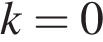 k = 0